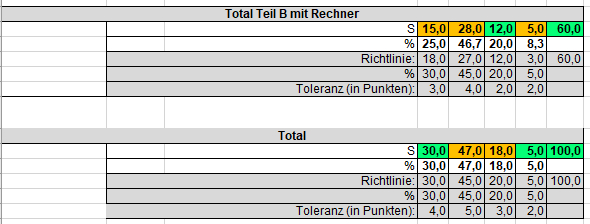 Total Teil B mit Rechner
S 15,0 28,0 12,0 5,0 60,0
% 25,0 46,7 20,0 8,3
Richtlinie: 18,0 27,0 12,0 3,0 60,0
% 30,0 45,0 20,0 5,0
Toleranz (in Punkten): 3,0 4,0 2,0 2,0
Total
S 30,0 47,0 18,0 5,0 100,0
% 30,0 47,0 18,0 5,0
Richtlinie: 30,0 45,0 20,0 5,0 100,0
% 30,0 45,0 20,0 5,0
Toleranz (in Punkten): 4,0 5,0 3,0 2,0